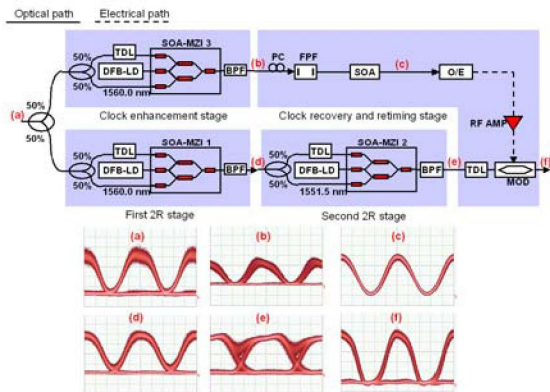 Optical path Electrical path
50%
TDL
SOA-MZI 3
DFB-LD
50%
1560.0 nm
BPF
(b)
PC
FPF
SOA
(c)
O/E
50%
(a)
50%
Clock enhancement stage
Clock recovery and retiming stage
RF AMP
50%
TDL
SOA-MZI 1
DFB-LD
50%
1560.0 nm
BPF
(d)
50%
TDL
SOA-MZI 2
DFB-LD
50%
1551.5 nm
BPF
(e)
TDL
MOD
(f)
First 2R stage
Second 2R stage
(a)
(b)
(c)
(d)
(e)
(f)